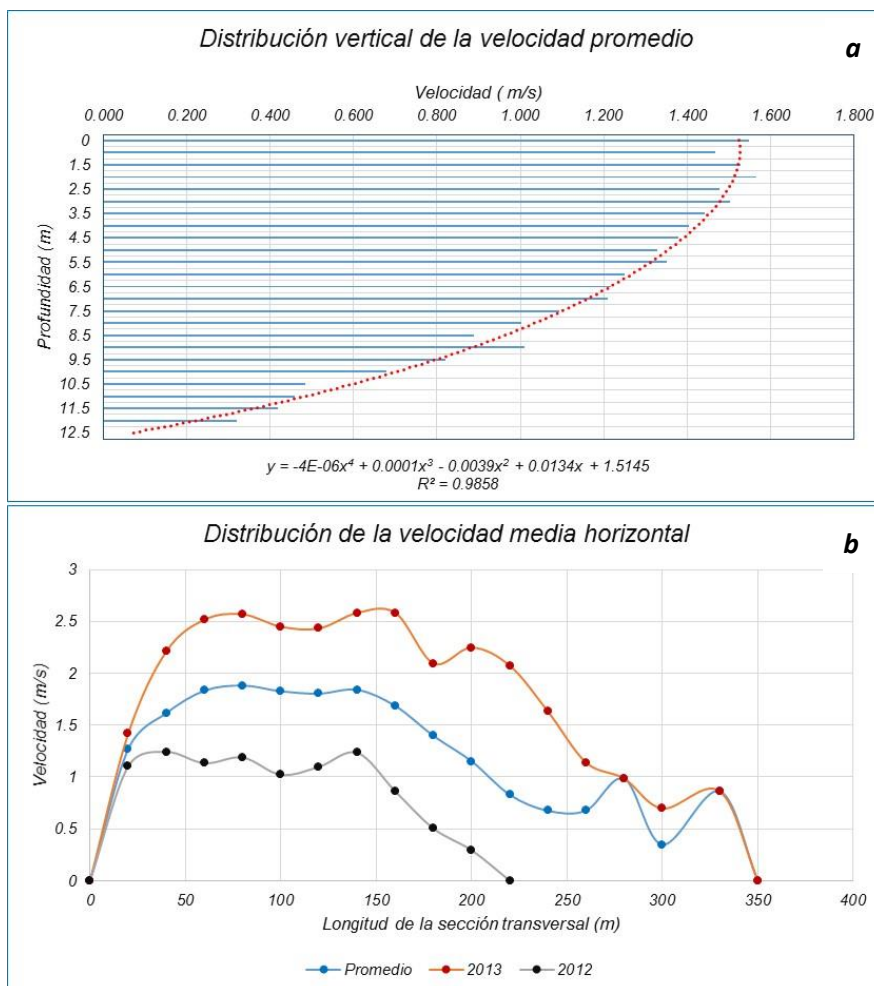 Distribución vertical de la velocidad promedio
a
Velocidad ( m/s)
0.000 0.200 0.400 0.600 0.800 1.000 1.200 1.400 1.600 1.800
Profundidad (m)
0
1.5
2.5
3.5
4.5
5.5
6.5
7.5
8.5
9.5
10.5
11.5
12.5
y = -4E-06x⁴ + 0.0001x³ - 0.0039x² + 0.0134x + 1.5145
R² = 0.9858
Distribución de la velocidad media horizontal
b
Velocidad (m/s)
3
2.5
2
1.5
1
0.5
0
0 50 100 150 200 250 300 350 400
Longitud de la sección transversal (m)
Promedio 2013 2012